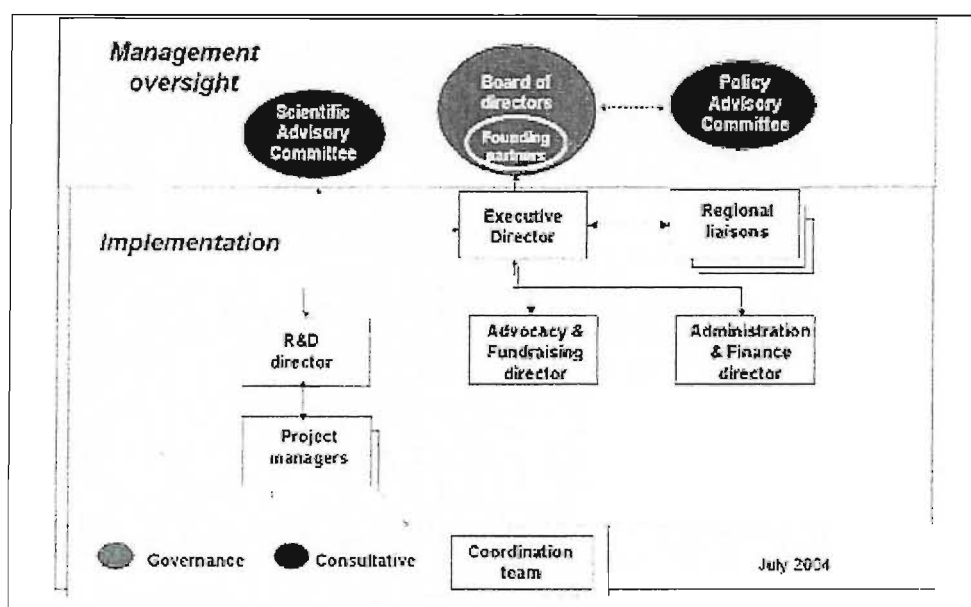 Management
oversight
Scientific
Advisory
Committee
Board of
directors
Founding
partners
Policy
Advisory
Committee
Implementation
Executive
Director
Regional
liaisons
R&D
director
Advocacy &
Fundraising
director
Administration
& Finance
director
Project
managers
Governance
Consultative
Coordination
team
July 2004